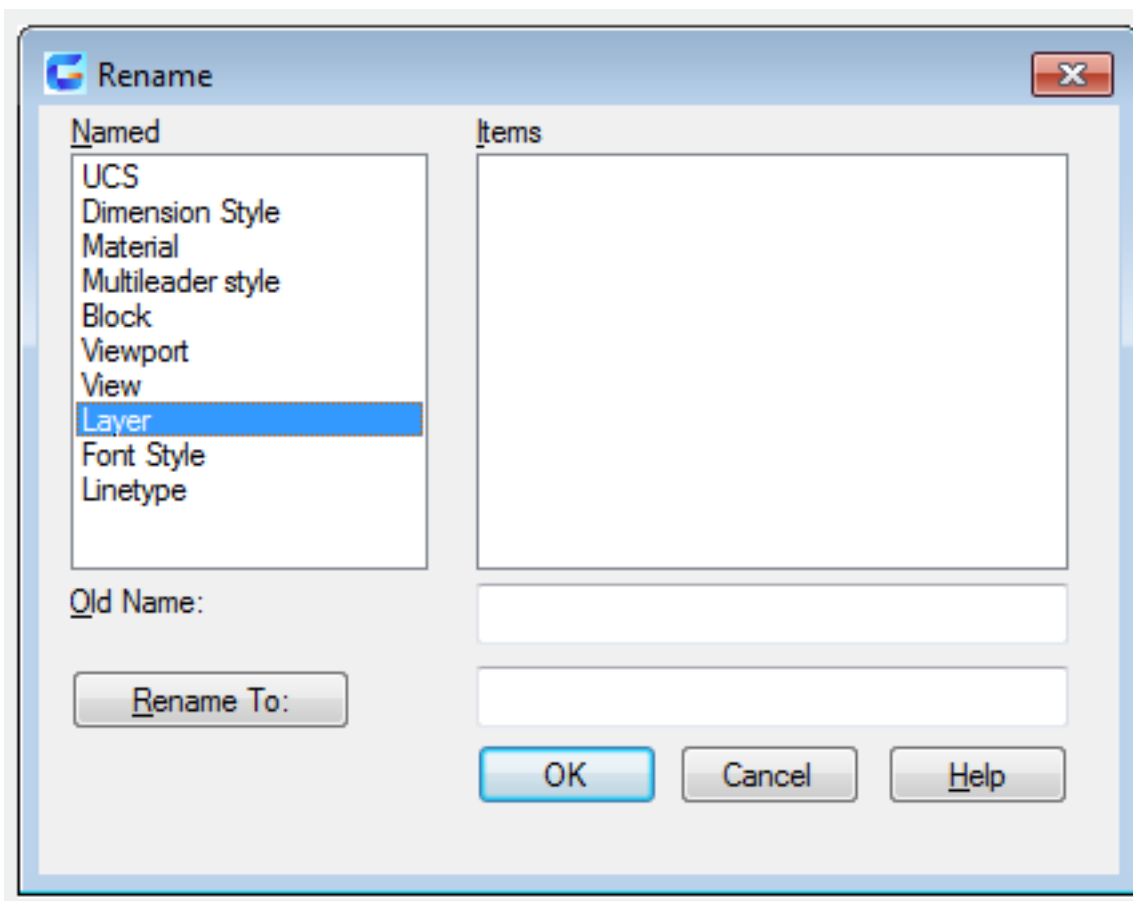 Rename
Named
Items
UCS
Dimension Style
Material
Multileader style
Block
Viewport
View
Layer
Font Style
Linetype
Old Name:
Rename To:
OK
Cancel
Help